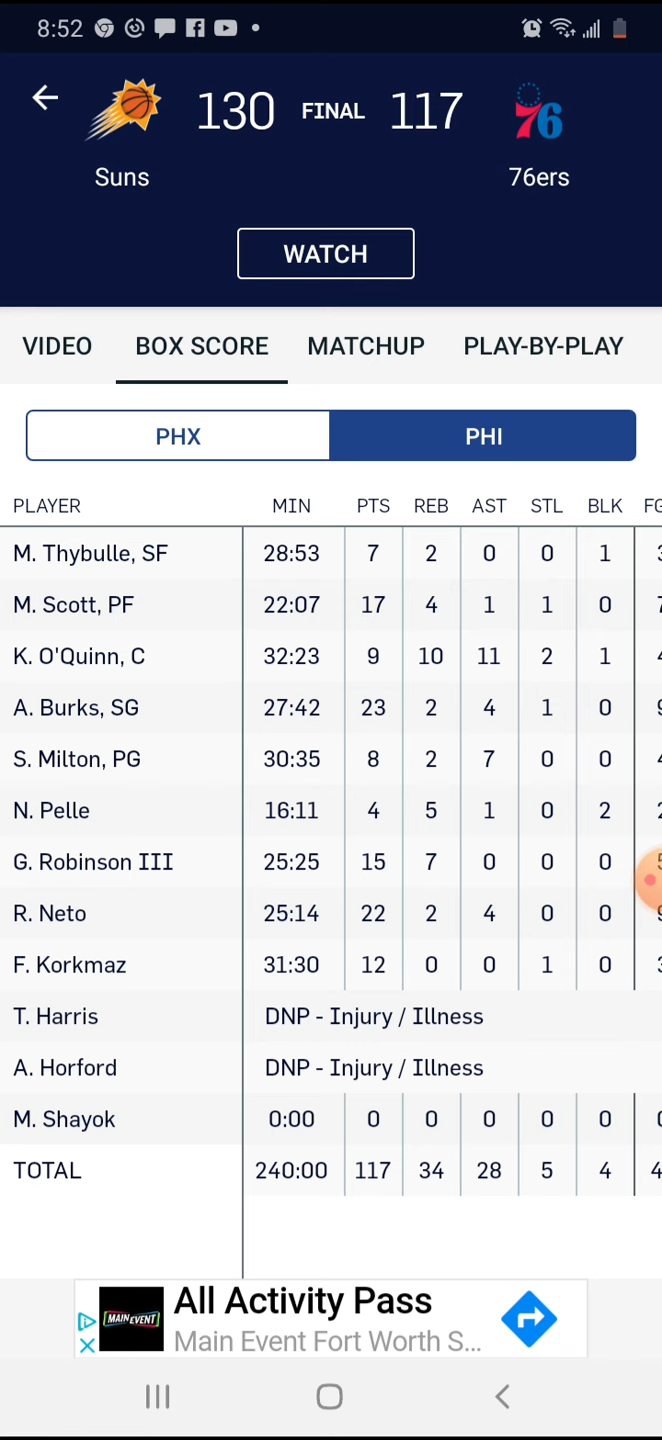 8:52
130 FINAL 117
76
Suns 76ers
WATCH
VIDEO BOX SCORE MATCHUP PLAY-BY-PLAY
PHX PHI
PLAYER MIN PTS REB AST STL BLK
M. Thybulle, SF 28:53 7 2 0 0 1
M. Scott, PF 22:07 17 4 1 1 0
K. O'Quinn, C 32:23 9 10 11 2 1
A. Burks, SG 27:42 23 2 4 1 0
S. Milton, PG 30:35 8 2 7 0 0
N. Pelle 16:11 4 5 1 0 2
G. Robinson III 25:25 15 7 0 0 0
R. Neto 25:14 22 2 4 0 0
F. Korkmaz 31:30 12 0 0 1 0
T. Harris DNP - Injury / Illness
A. Horford DNP - Injury / Illness
M. Shayok 0:00 0 0 0 0 0
TOTAL 240:00 117 34 28 5 4
All Activity Pass
MAIN EVENT
Main Event Fort Worth S...